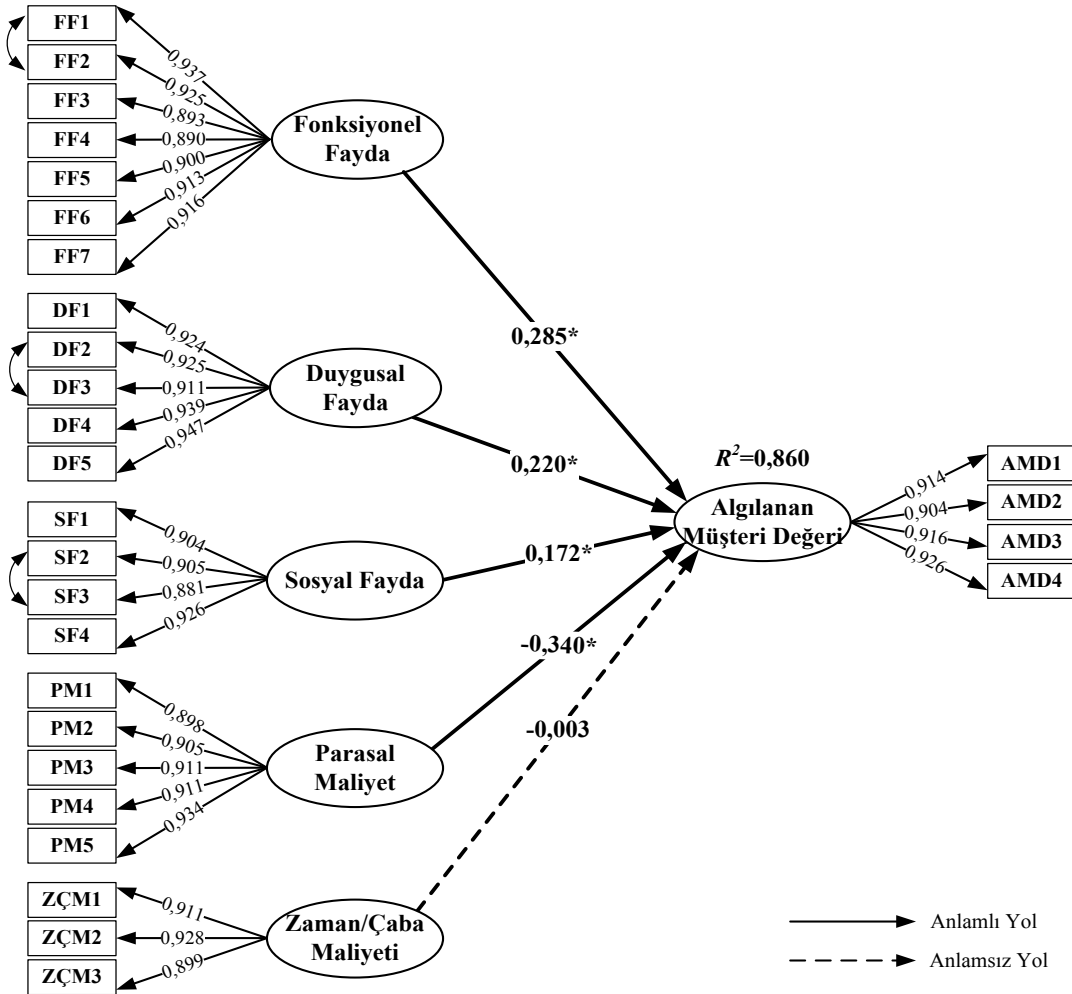 FF1
FF2
FF3
FF4
FF5
FF6
FF7
0,937
0,925
0,893
0,890
0,900
0,913
0,916
Fonksiyonel
Fayda
0,285*
DF1
DF2
DF3
DF4
DF5
0,924
0,925
0,911
0,939
0,947
Duygusal
Fayda
0,220*
SF1
SF2
SF3
SF4
0,904
0,905
0,881
0,926
Sosyal Fayda
0,172*
PM1
PM2
PM3
PM4
PM5
0,898
0,905
0,911
0,911
0,934
Parasal
Maliyet
-0,340*
ZÇM1
ZÇM2
ZÇM3
0,911
0,928
0,899
Zaman/Çaba
Maliyeti
-0,003
R²=0,860
Algılanan
Müşteri Değeri
0,914
0,904
0,916
0,926
AMD1
AMD2
AMD3
AMD4
Anlamlı Yol
Anlamsız Yol